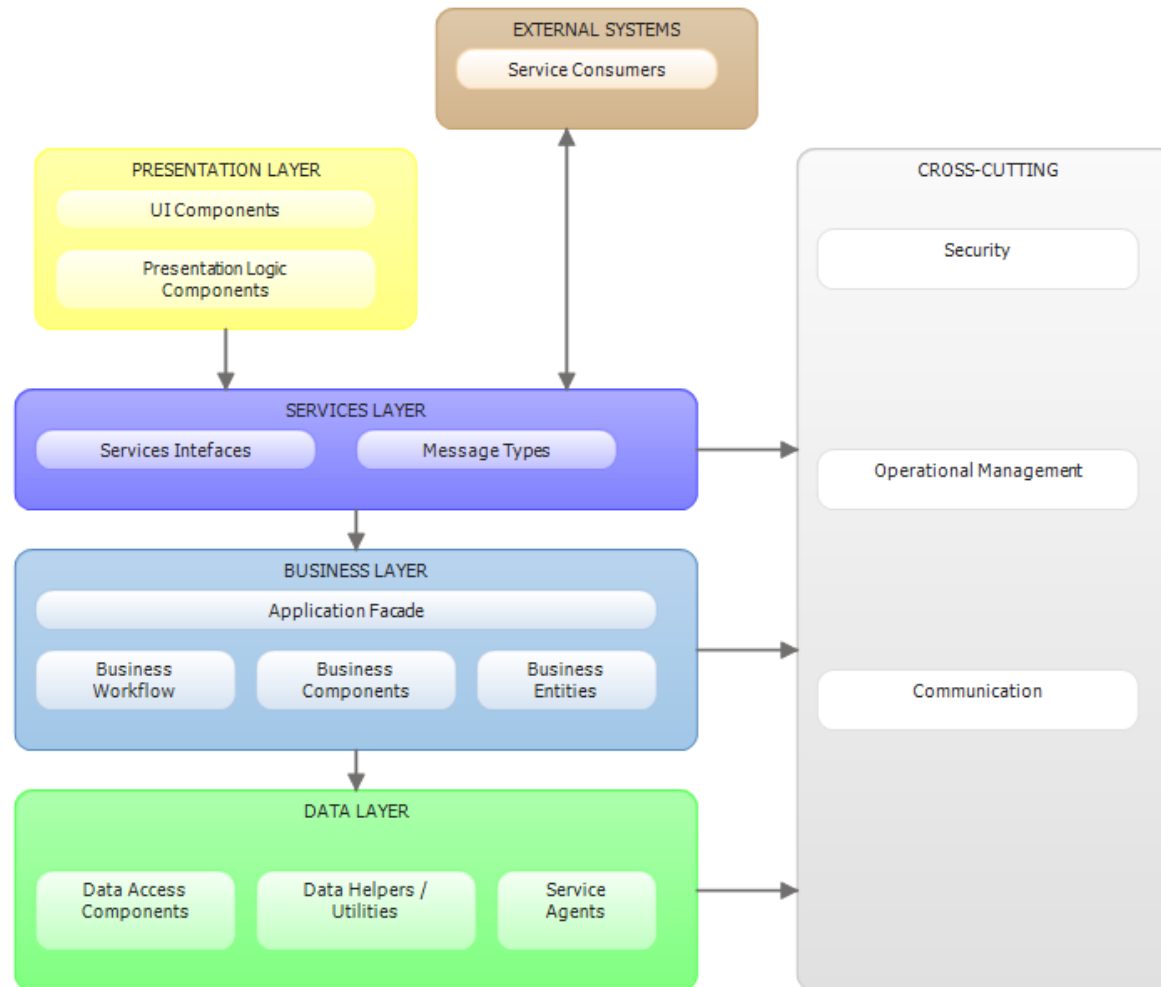 EXTERNAL SYSTEMS
Service Consumers
PRESENTATION LAYER
UI Components
Presentation Logic
Components
CROSS-CUTTING
Security
Operational Management
Communication
SERVICES LAYER
Services Intefaces
Message Types
BUSINESS LAYER
Application Facade
Business
Workflow
Business
Components
Business
Entities
DATA LAYER
Data Access
Components
Data Helpers /
Utilities
Service
Agents